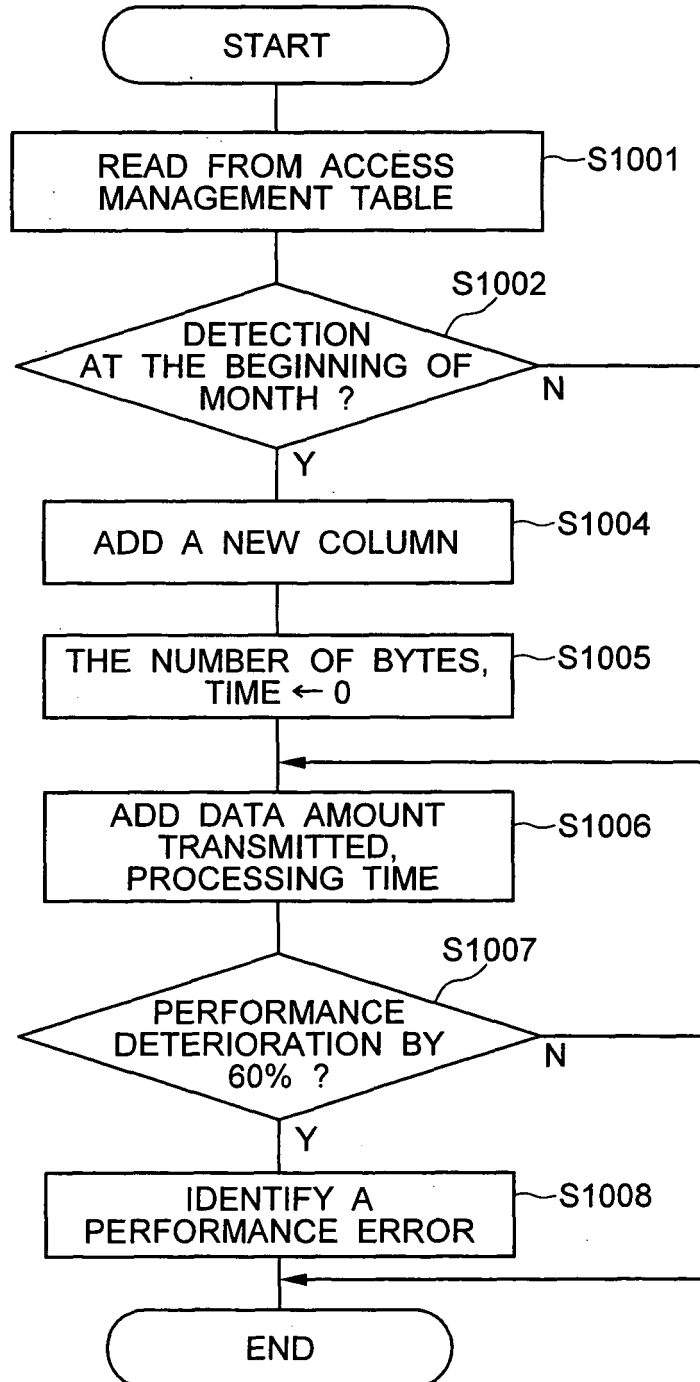 START
READ FROM ACCESS
MANAGEMENT TABLE
S1001
S1002
DETECTION
AT THE BEGINNING OF
MONTH ?
N
Y
ADD A NEW COLUMN
S1004
THE NUMBER OF BYTES,
TIME ← 0
S1005
ADD DATA AMOUNT
TRANSMITTED,
PROCESSING TIME
S1006
S1007
PERFORMANCE
DETERIORATION BY
60% ?
N
Y
IDENTIFY A
PERFORMANCE ERROR
S1008
END